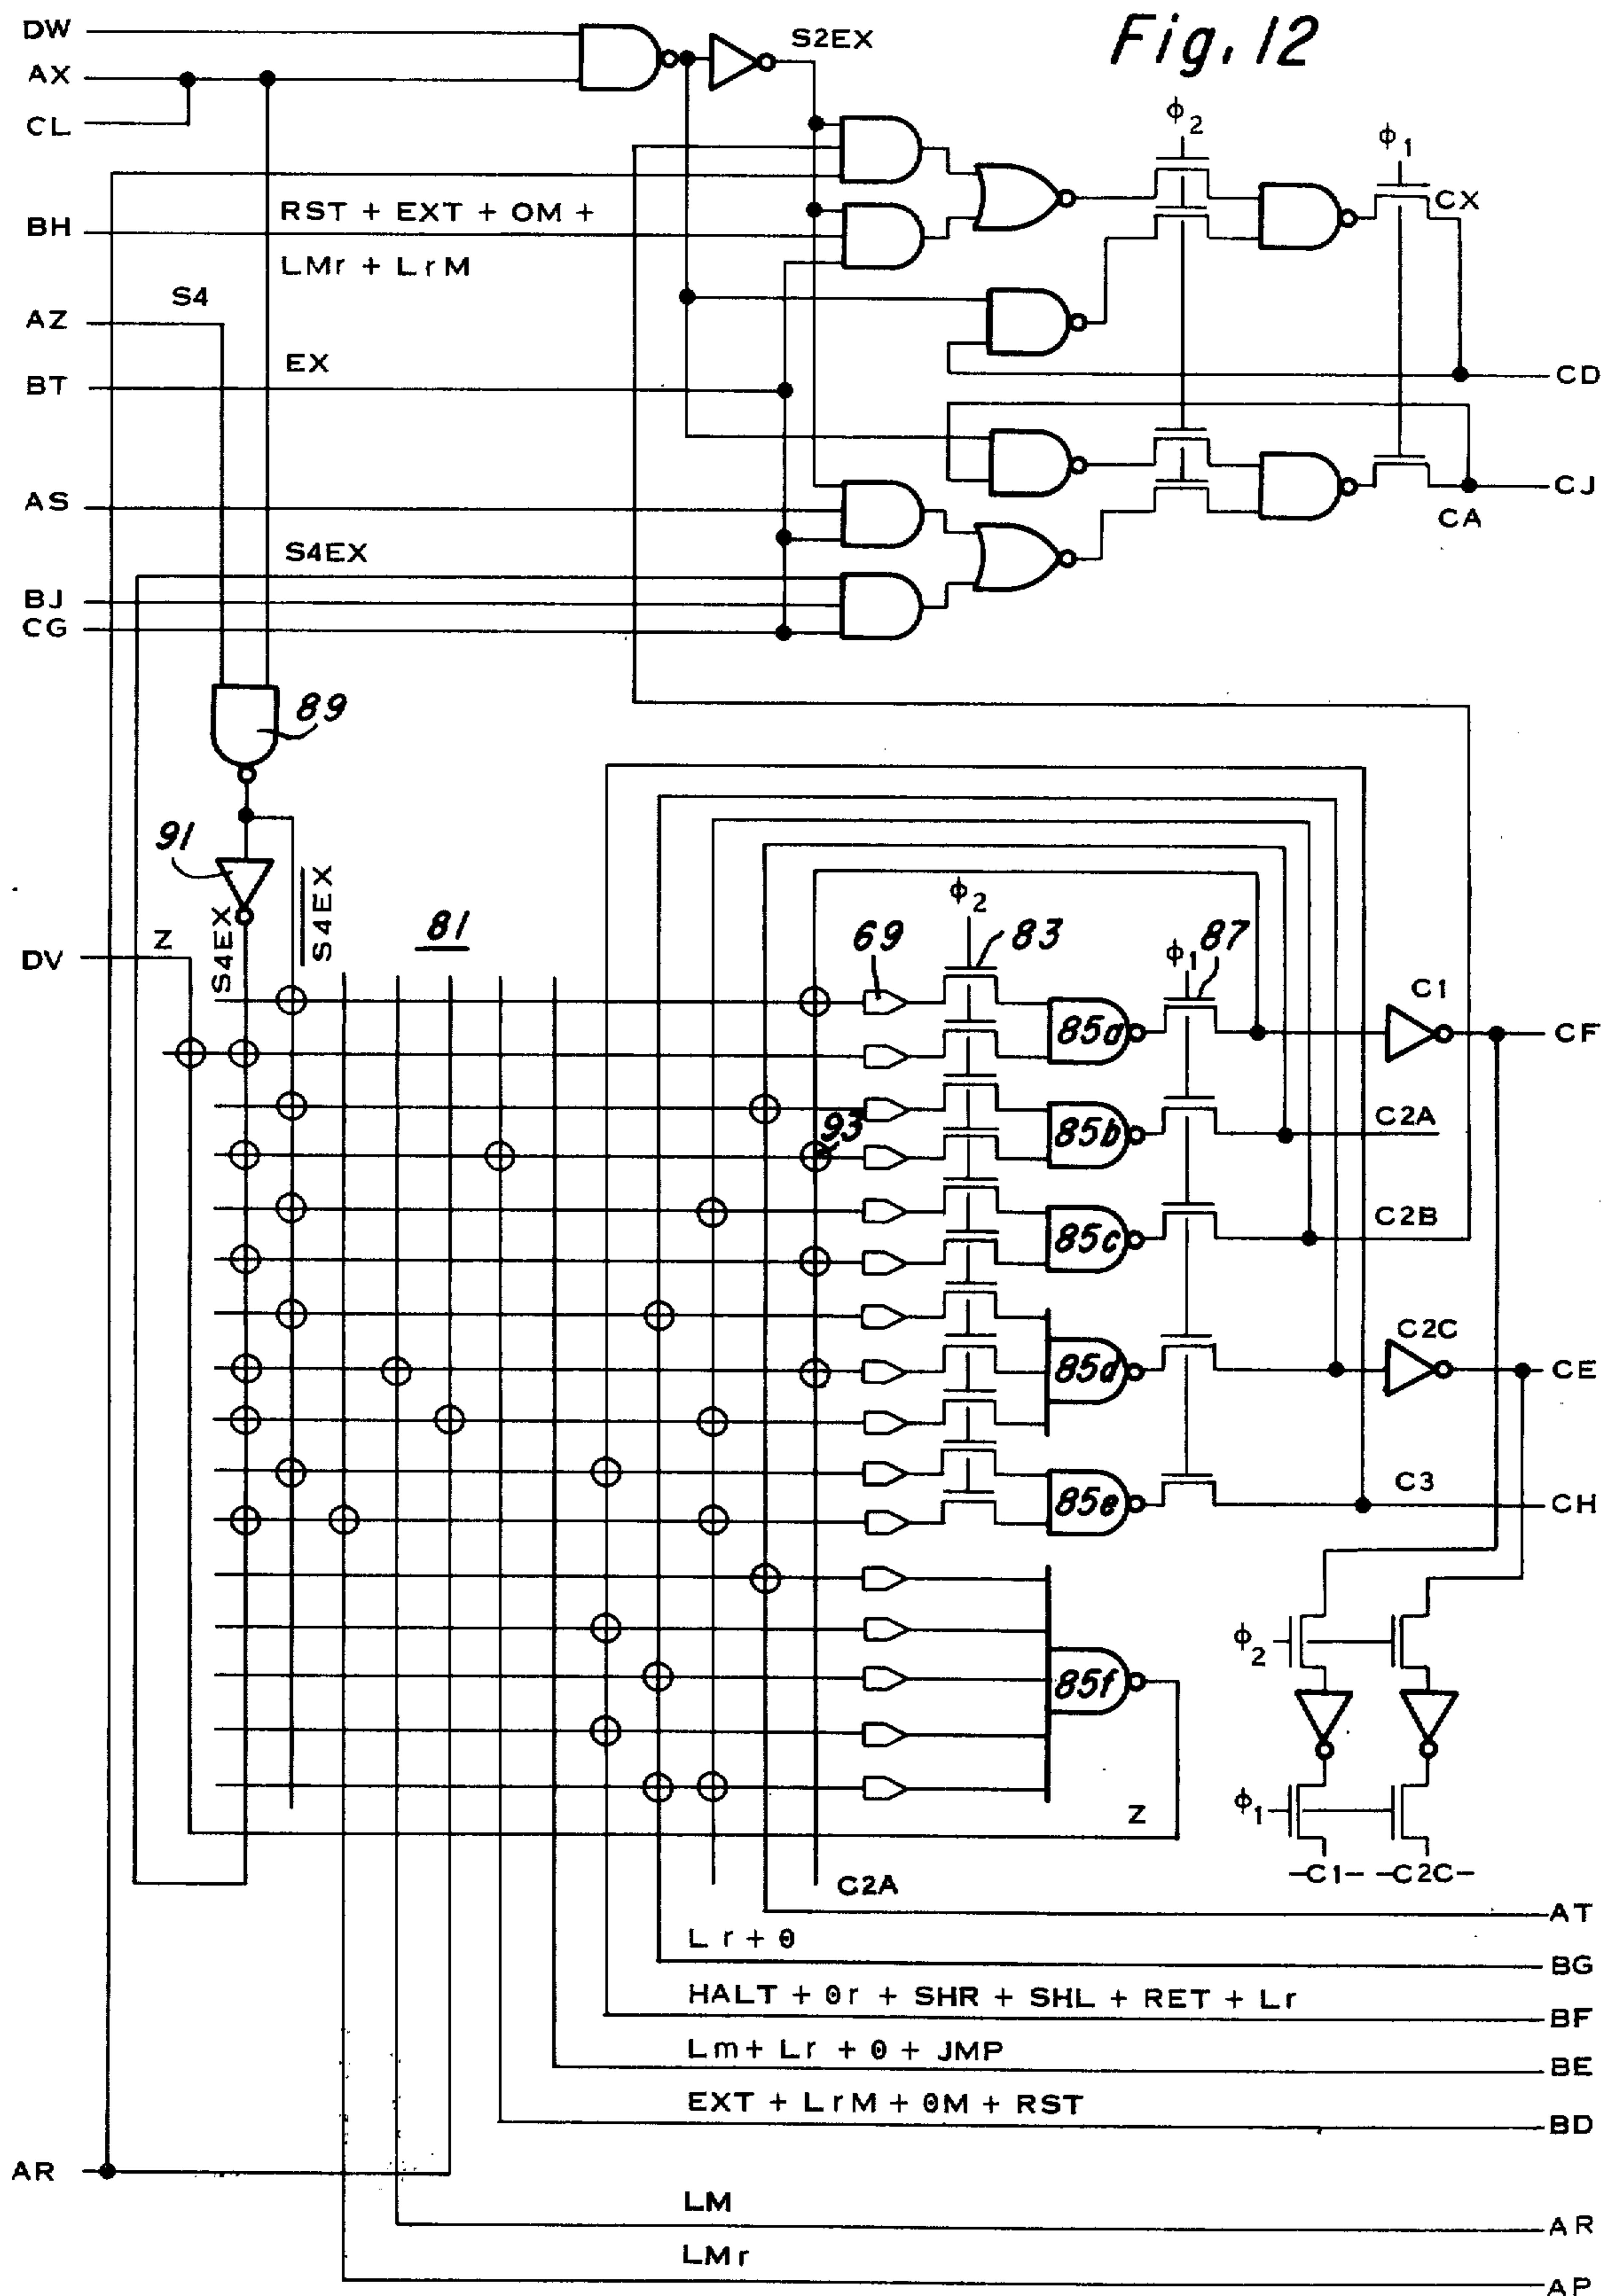 Fig. 12
DW
AX
CL
S2EX
ϕ2
ϕ1
CX
BH
RST + EXT + OM +
LMr + LrM
S4
AZ
EX
BT
CD
AS
CJ
CA
S4EX
BJ
CG
89
91
S4EX
S4EX
81
DV
Z
ϕ2
69
83
ϕ1
87
C1
85a
CF
93
85b
C2A
85c
C2B
85d
C2C
CE
85e
C3
CH
85f
ϕ2
Z
ϕ1
-C1-
-C2C-
C2A
AT
Lr + θ
BG
HALT + θr + SHR + SHL + RET + Lr
BF
Lm + Lr + θ + JMP
BE
EXT + LrM + θM + RST
BD
AR
LM
AR
LMr
AP